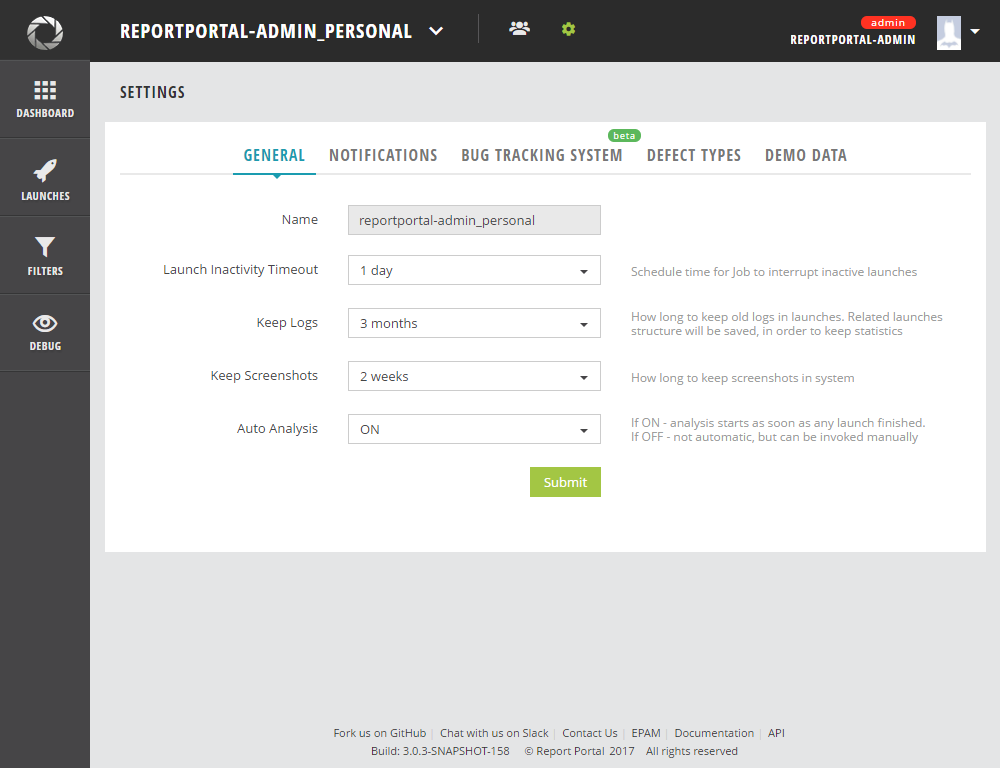 REPORTPORTAL-ADMIN_PERSONAL
admin
REPORTPORTAL-ADMIN
DASHBOARD
LAUNCHES
FILTERS
DEBUG
SETTINGS
beta
GENERAL NOTIFICATIONS BUG TRACKING SYSTEM DEFECT TYPES DEMO DATA
Name reportportal-admin_personal
Launch Inactivity Timeout 1 day Schedule time for Job to interrupt inactive launches
Keep Logs 3 months How long to keep old logs in launches. Related launches
structure will be saved, in order to keep statistics
Keep Screenshots 2 weeks How long to keep screenshots in system
Auto Analysis ON If ON - analysis starts as soon as any launch finished.
If OFF - not automatic, but can be invoked manually
Submit
Fork us on GitHub | Chat with us on Slack | Contact Us | EPAM | Documentation | API
Build: 3.0.3-SNAPSHOT-158 © Report Portal 2017 All rights reserved